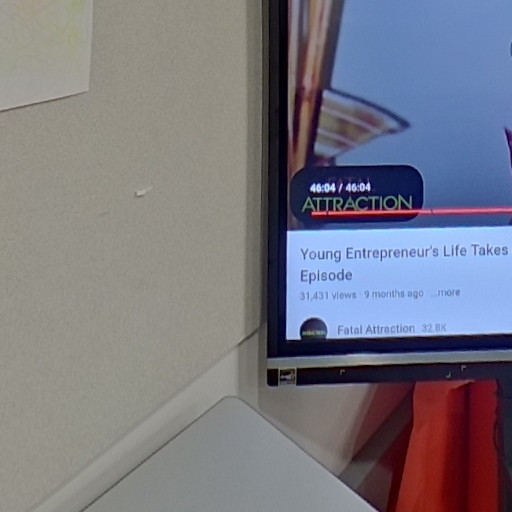 46:04 / 46:04
ATTRACTION
Young Entrepreneur's Life Takes
Episode
31,431 views · 9 months ago ...more
Fatal Attraction 32.8K